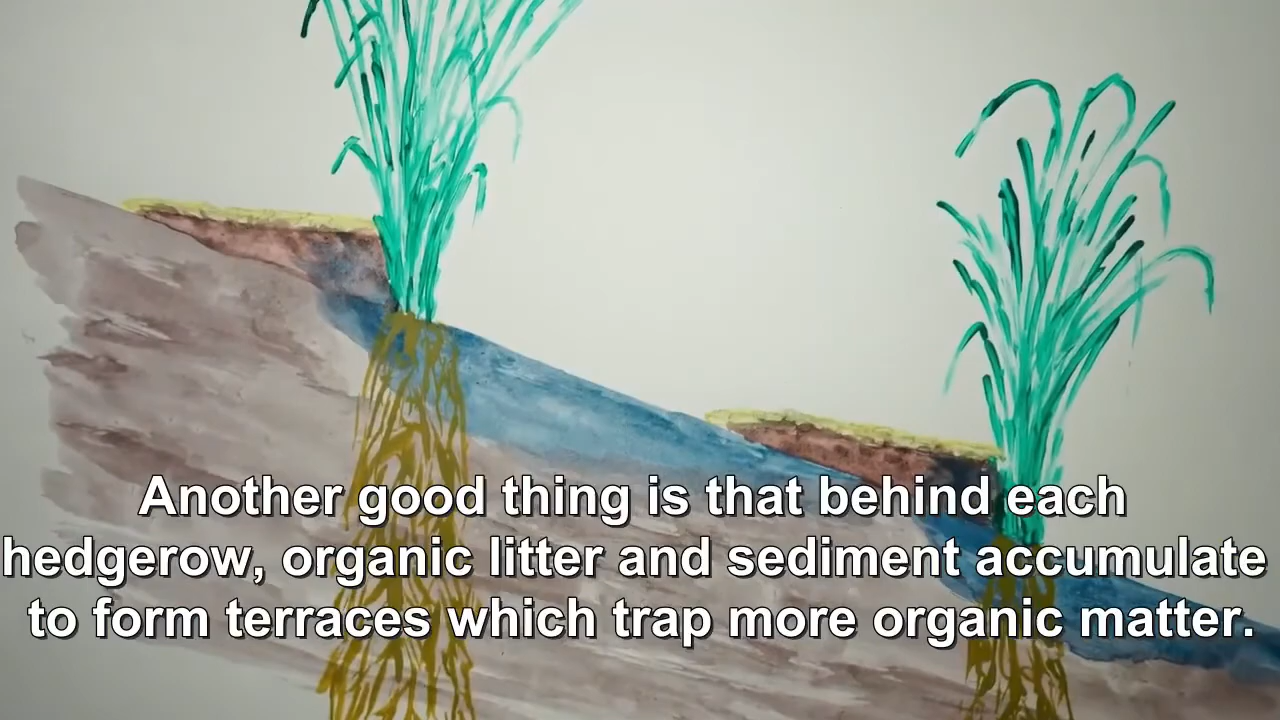 Another good thing is that behind each
hedgerow, organic litter and sediment accumulate
to form terraces which trap more organic matter.